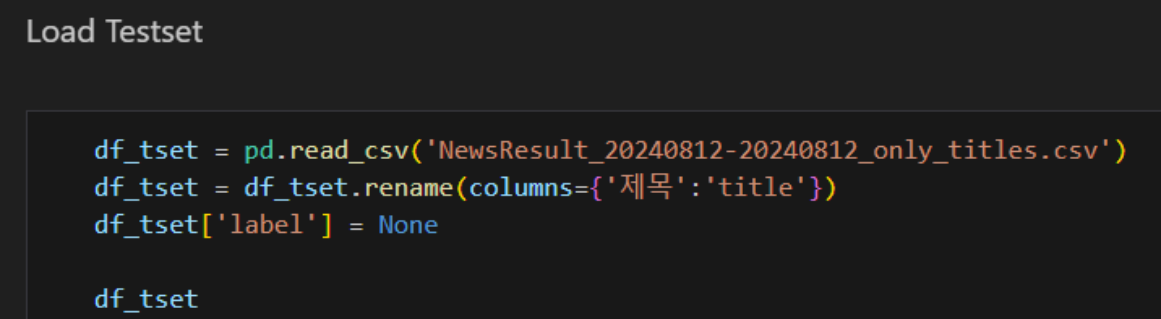 Load Testset
df_tset = pd.read_csv('NewsResult_20240812-20240812_only_titles.csv')
df_tset = df_tset.rename(columns={'제목':'title'})
df_tset['label'] = None
df_tset